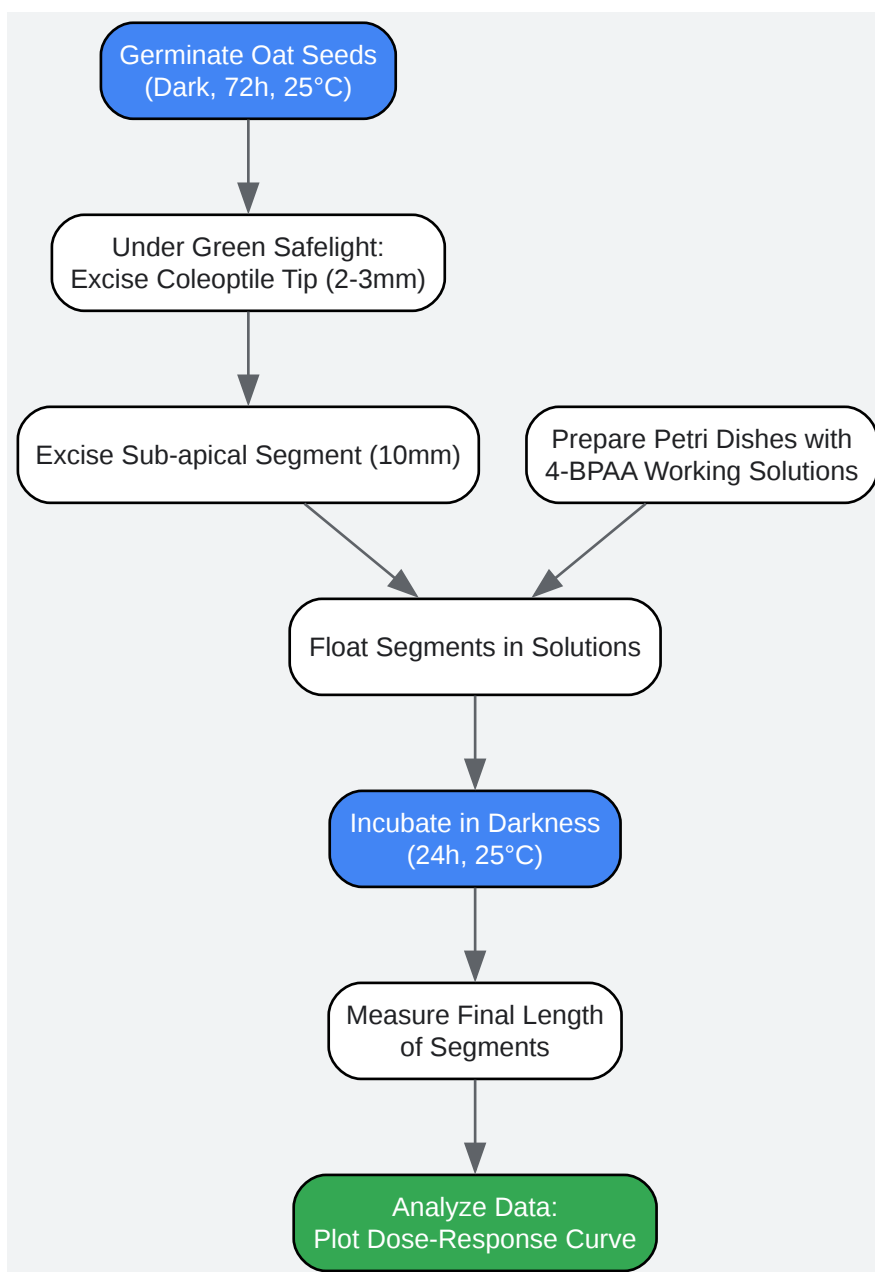 Germinate Oat Seeds
(Dark, 72h, 25°C)
Under Green Safelight:
Excise Coleoptile Tip (2-3mm)
Excise Sub-apical Segment (10mm)
Prepare Petri Dishes with
4-BPAA Working Solutions
Float Segments in Solutions
Incubate in Darkness
(24h, 25°C)
Measure Final Length
of Segments
Analyze Data:
Plot Dose-Response Curve